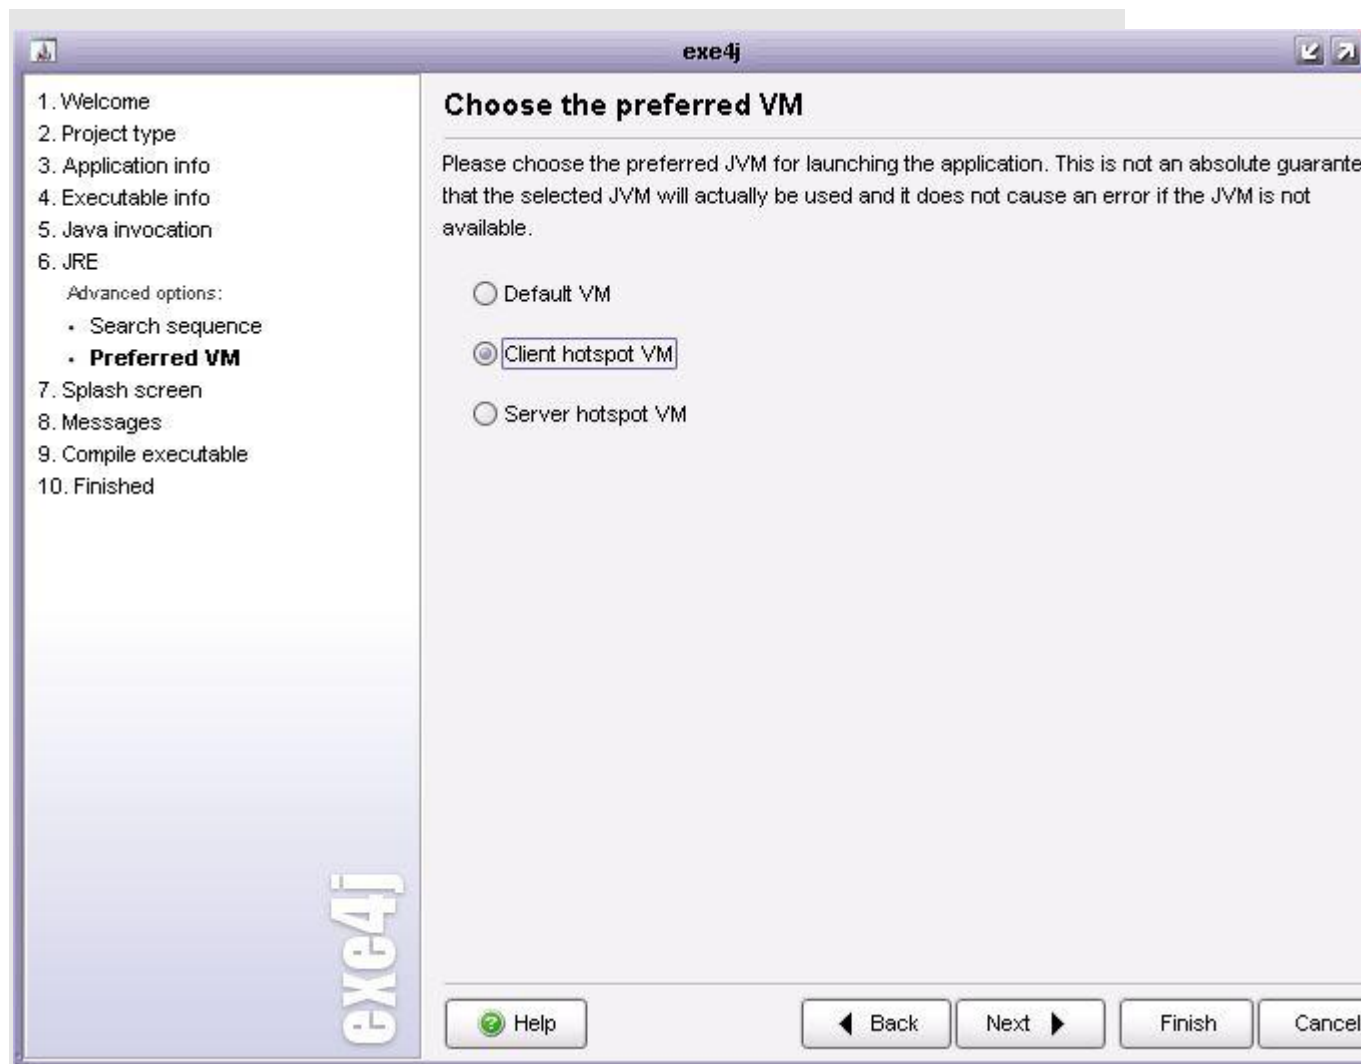 exe4j
1. Welcome
2. Project type
3. Application info
4. Executable info
5. Java invocation
6. JRE
Advanced options:
• Search sequence
• Preferred VM
7. Splash screen
8. Messages
9. Compile executable
10. Finished
exe4j
Choose the preferred VM
Please choose the preferred JVM for launching the application. This is not an absolute guarante
that the selected JVM will actually be used and it does not cause an error if the JVM is not
available.
Default VM
Client hotspot VM
Server hotspot VM
Help
Back
Next
Finish
Cancel